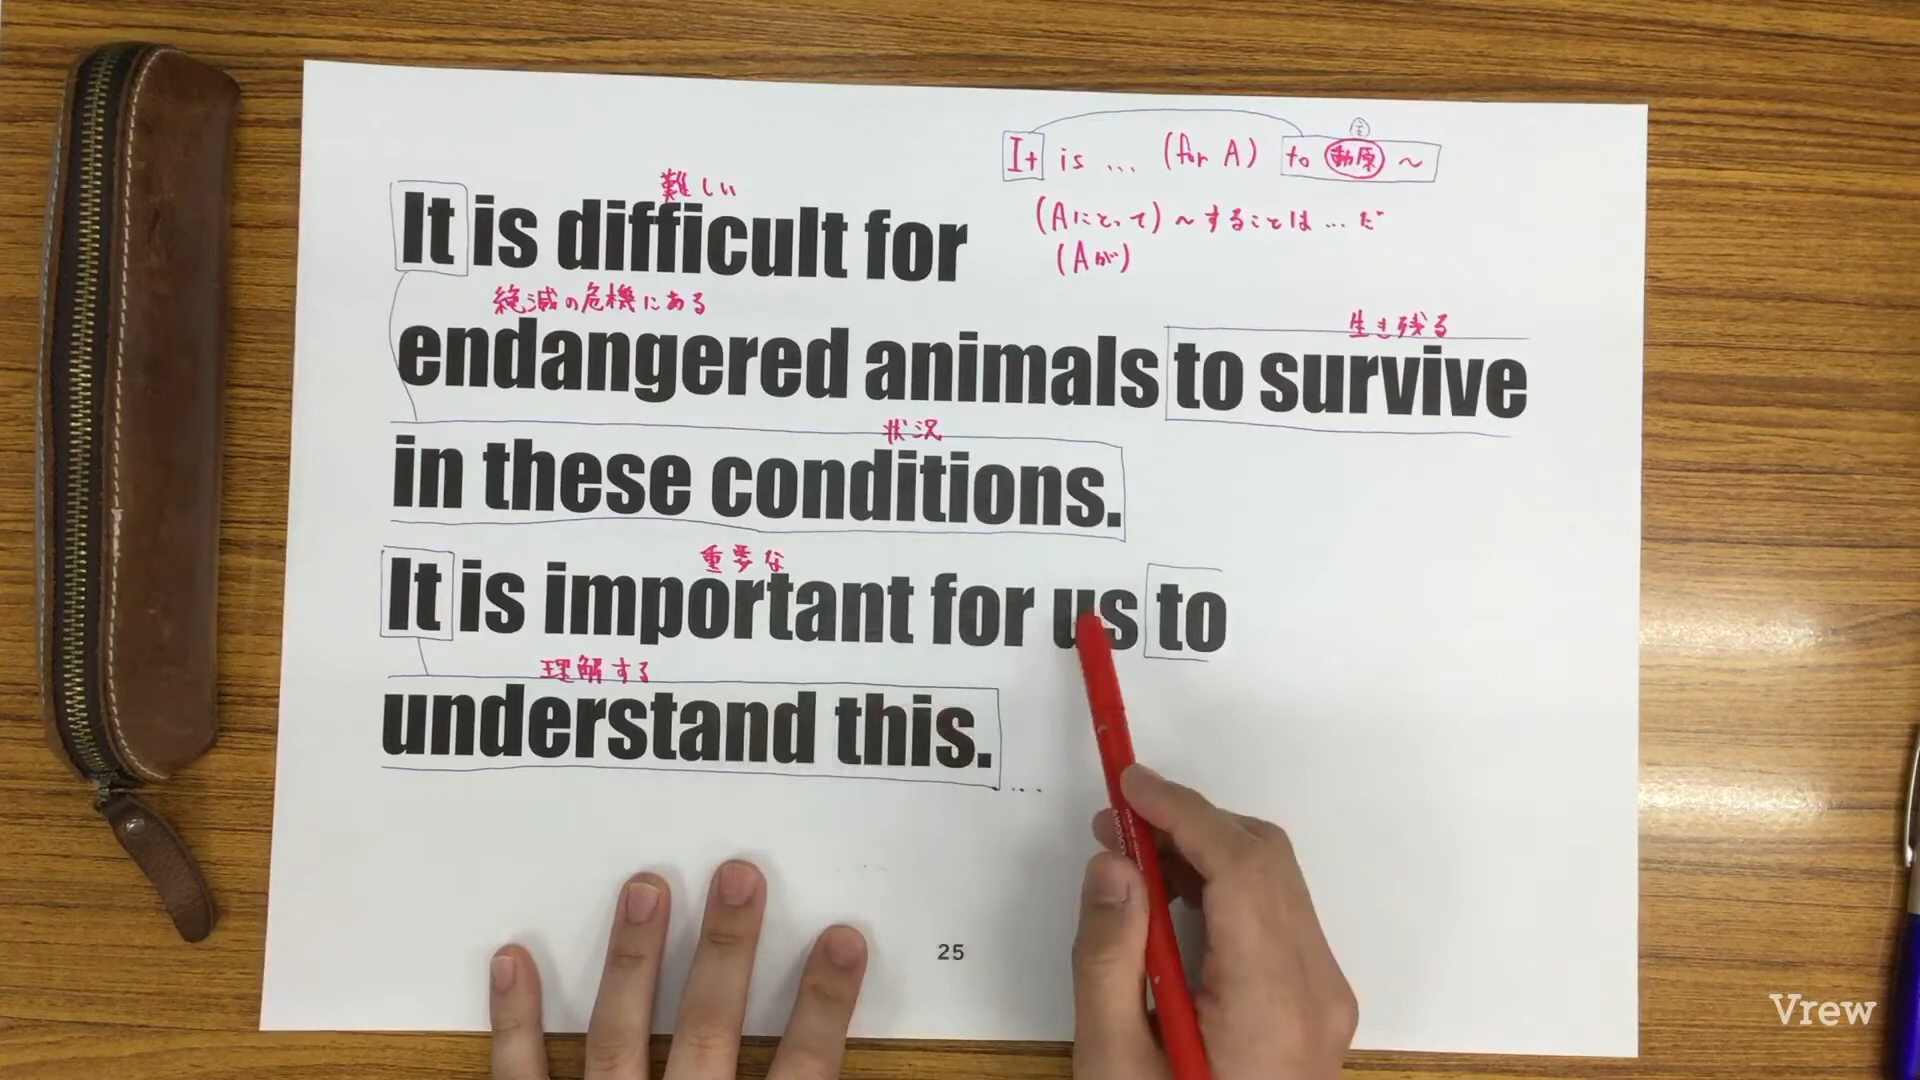 主
It is … (for A) to 動原 ～
(Aにとって) ～することは…だ
(Aが)
難しい
It is difficult for
絶滅の危機にある
生き残る
endangered animals to survive
状況
in these conditions.
重要な
It is important for us to
理解する
understand this.
25
Vrew